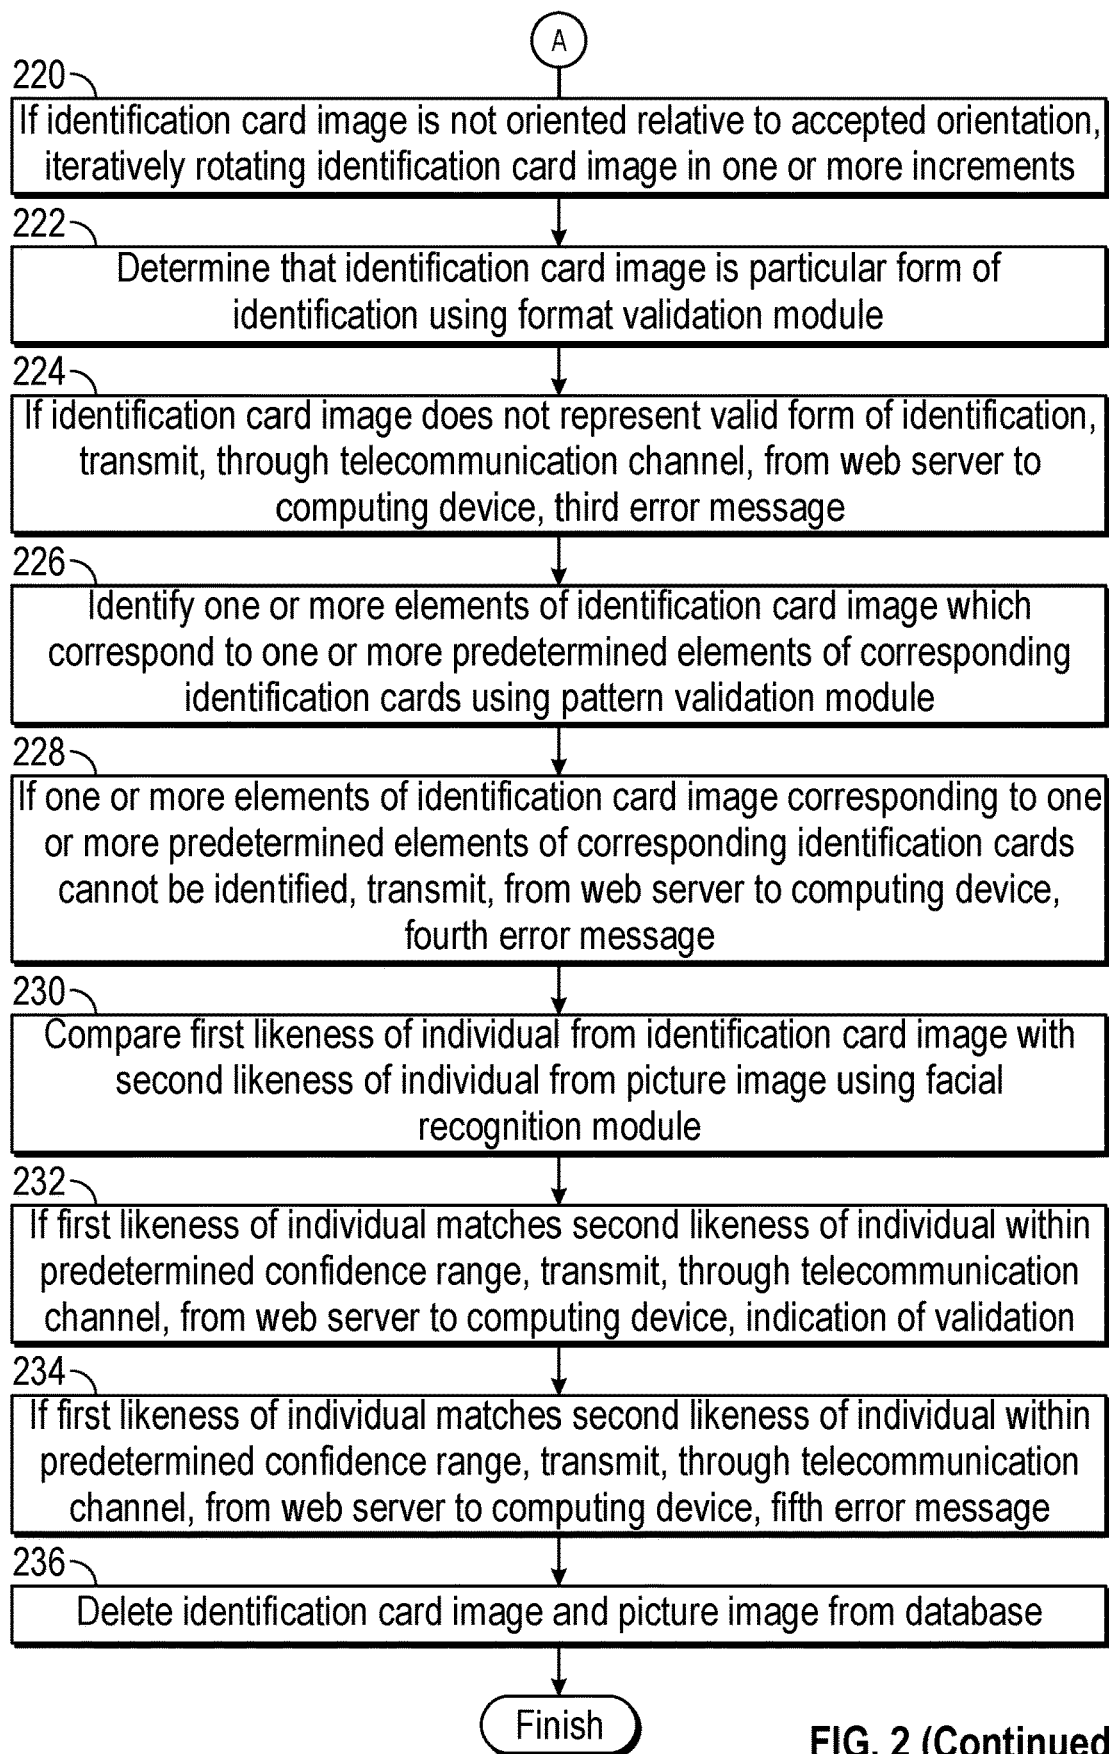 A
220
If identification card image is not oriented relative to accepted orientation,
iteratively rotating identification card image in one or more increments
222
Determine that identification card image is particular form of
identification using format validation module
224
If identification card image does not represent valid form of identification,
transmit, through telecommunication channel, from web server to
computing device, third error message
226
Identify one or more elements of identification card image which
correspond to one or more predetermined elements of corresponding
identification cards using pattern validation module
228
If one or more elements of identification card image corresponding to one
or more predetermined elements of corresponding identification cards
cannot be identified, transmit, from web server to computing device,
fourth error message
230
Compare first likeness of individual from identification card image with
second likeness of individual from picture image using facial
recognition module
232
If first likeness of individual matches second likeness of individual within
predetermined confidence range, transmit, through telecommunication
channel, from web server to computing device, indication of validation
234
If first likeness of individual matches second likeness of individual within
predetermined confidence range, transmit, through telecommunication
channel, from web server to computing device, fifth error message
236
Delete identification card image and picture image from database
Finish
FIG. 2 (Continued